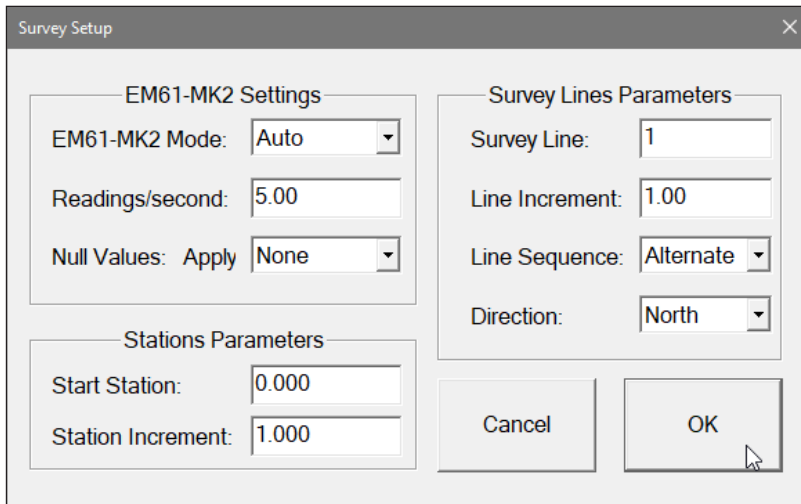 Survey Setup
EM61-MK2 Settings
EM61-MK2 Mode: Auto
Readings/second: 5.00
Null Values: Apply None
Stations Parameters
Start Station: 0.000
Station Increment: 1.000
Survey Lines Parameters
Survey Line: 1
Line Increment: 1.00
Line Sequence: Alternate
Direction: North
Cancel
OK